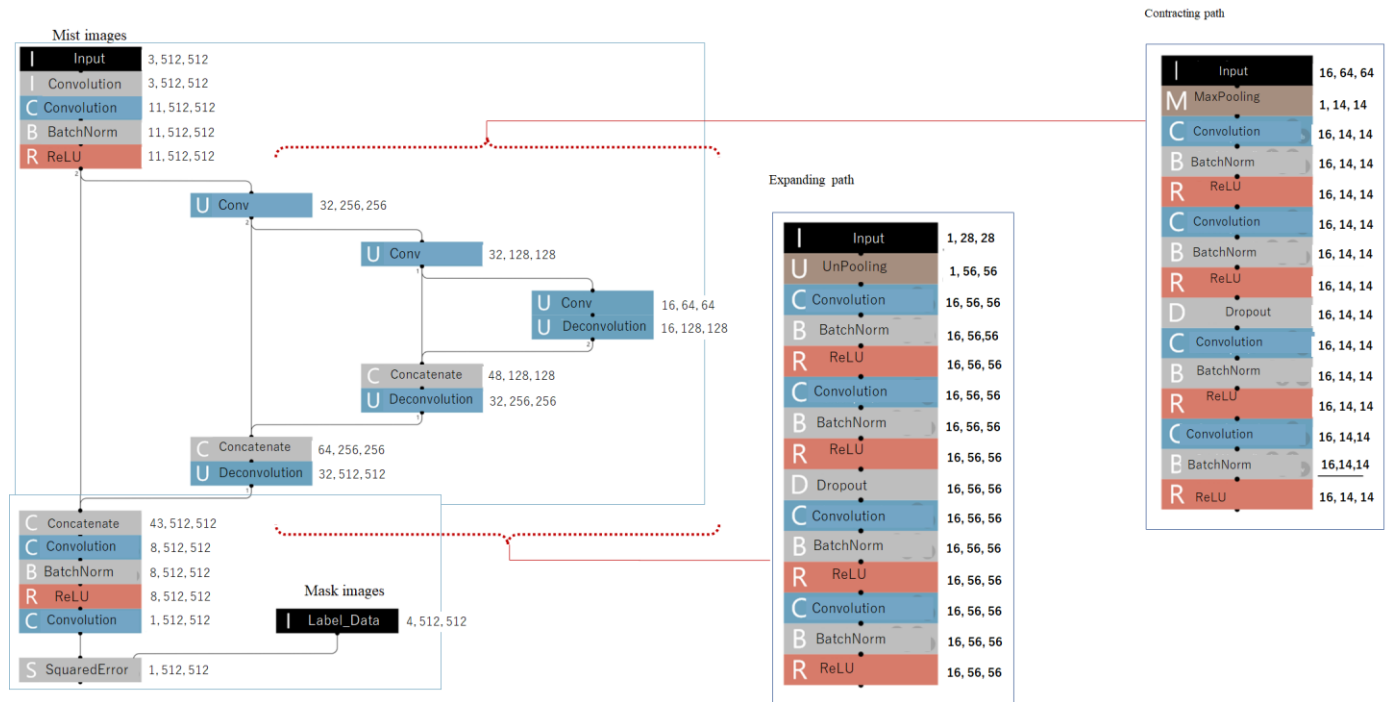 Mist images
I Input 3, 512, 512
I Convolution 3, 512, 512
C Convolution 11, 512, 512
B BatchNorm 11, 512, 512
R ReLU 11, 512, 512
2
U Conv 32, 256, 256
2
U Conv 32, 128, 128
1
U Conv 16, 64, 64
U Deconvolution 16, 128, 128
2
C Concatenate 48, 128, 128
U Deconvolution 32, 256, 256
1
C Concatenate 64, 256, 256
U Deconvolution 32, 512, 512
1
C Concatenate 43, 512, 512
C Convolution 8, 512, 512
B BatchNorm 8, 512, 512
R ReLU 8, 512, 512
C Convolution 1, 512, 512
Mask images
I Label_Data 4, 512, 512
S SquaredError 1, 512, 512
Expanding path
I Input 1, 28, 28
U UnPooling 1, 56, 56
C Convolution 16, 56, 56
B BatchNorm 16, 56,56
R ReLU 16, 56, 56
C Convolution 16, 56, 56
B BatchNorm 16, 56, 56
R ReLU 16, 56, 56
D Dropout 16, 56, 56
C Convolution 16, 56, 56
B BatchNorm 16, 56, 56
R ReLU 16, 56, 56
C Convolution 16, 56, 56
B BatchNorm 16, 56, 56
R ReLU 16, 56, 56
Contracting path
I Input 16, 64, 64
M MaxPooling 1, 14, 14
C Convolution 16, 14, 14
B BatchNorm 16, 14, 14
R ReLU 16, 14, 14
C Convolution 16, 14, 14
B BatchNorm 16, 14, 14
R ReLU 16, 14, 14
D Dropout 16, 14, 14
C Convolution 16, 14, 14
B BatchNorm 16, 14, 14
R ReLU 16, 14, 14
C Convolution 16, 14,14
B BatchNorm 16,14,14
R ReLU 16, 14, 14